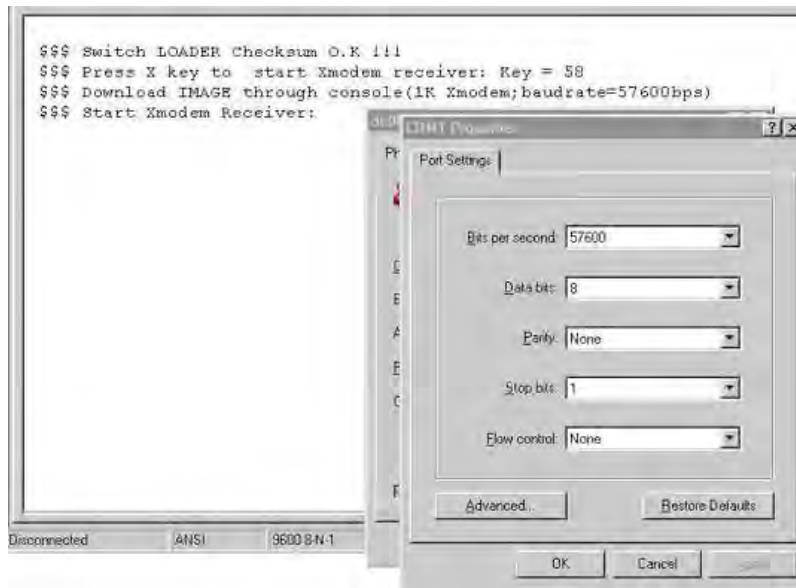 $$$ Switch LOADER Checksum O.K !!!
$$$ Press X key to  start Xmodem receiver: Key = 58
$$$ Download IMAGE through console(1K Xmodem;baudrate=57600bps)
$$$ Start Xmodem Receiver:
Properties
? X
Port Settings
Bits per second: 57600
Data bits: 8
Parity: None
Stop bits: 1
Flow control: None
Advanced...
Restore Defaults
Disconnected ANSI 9600 8-N-1
OK Cancel